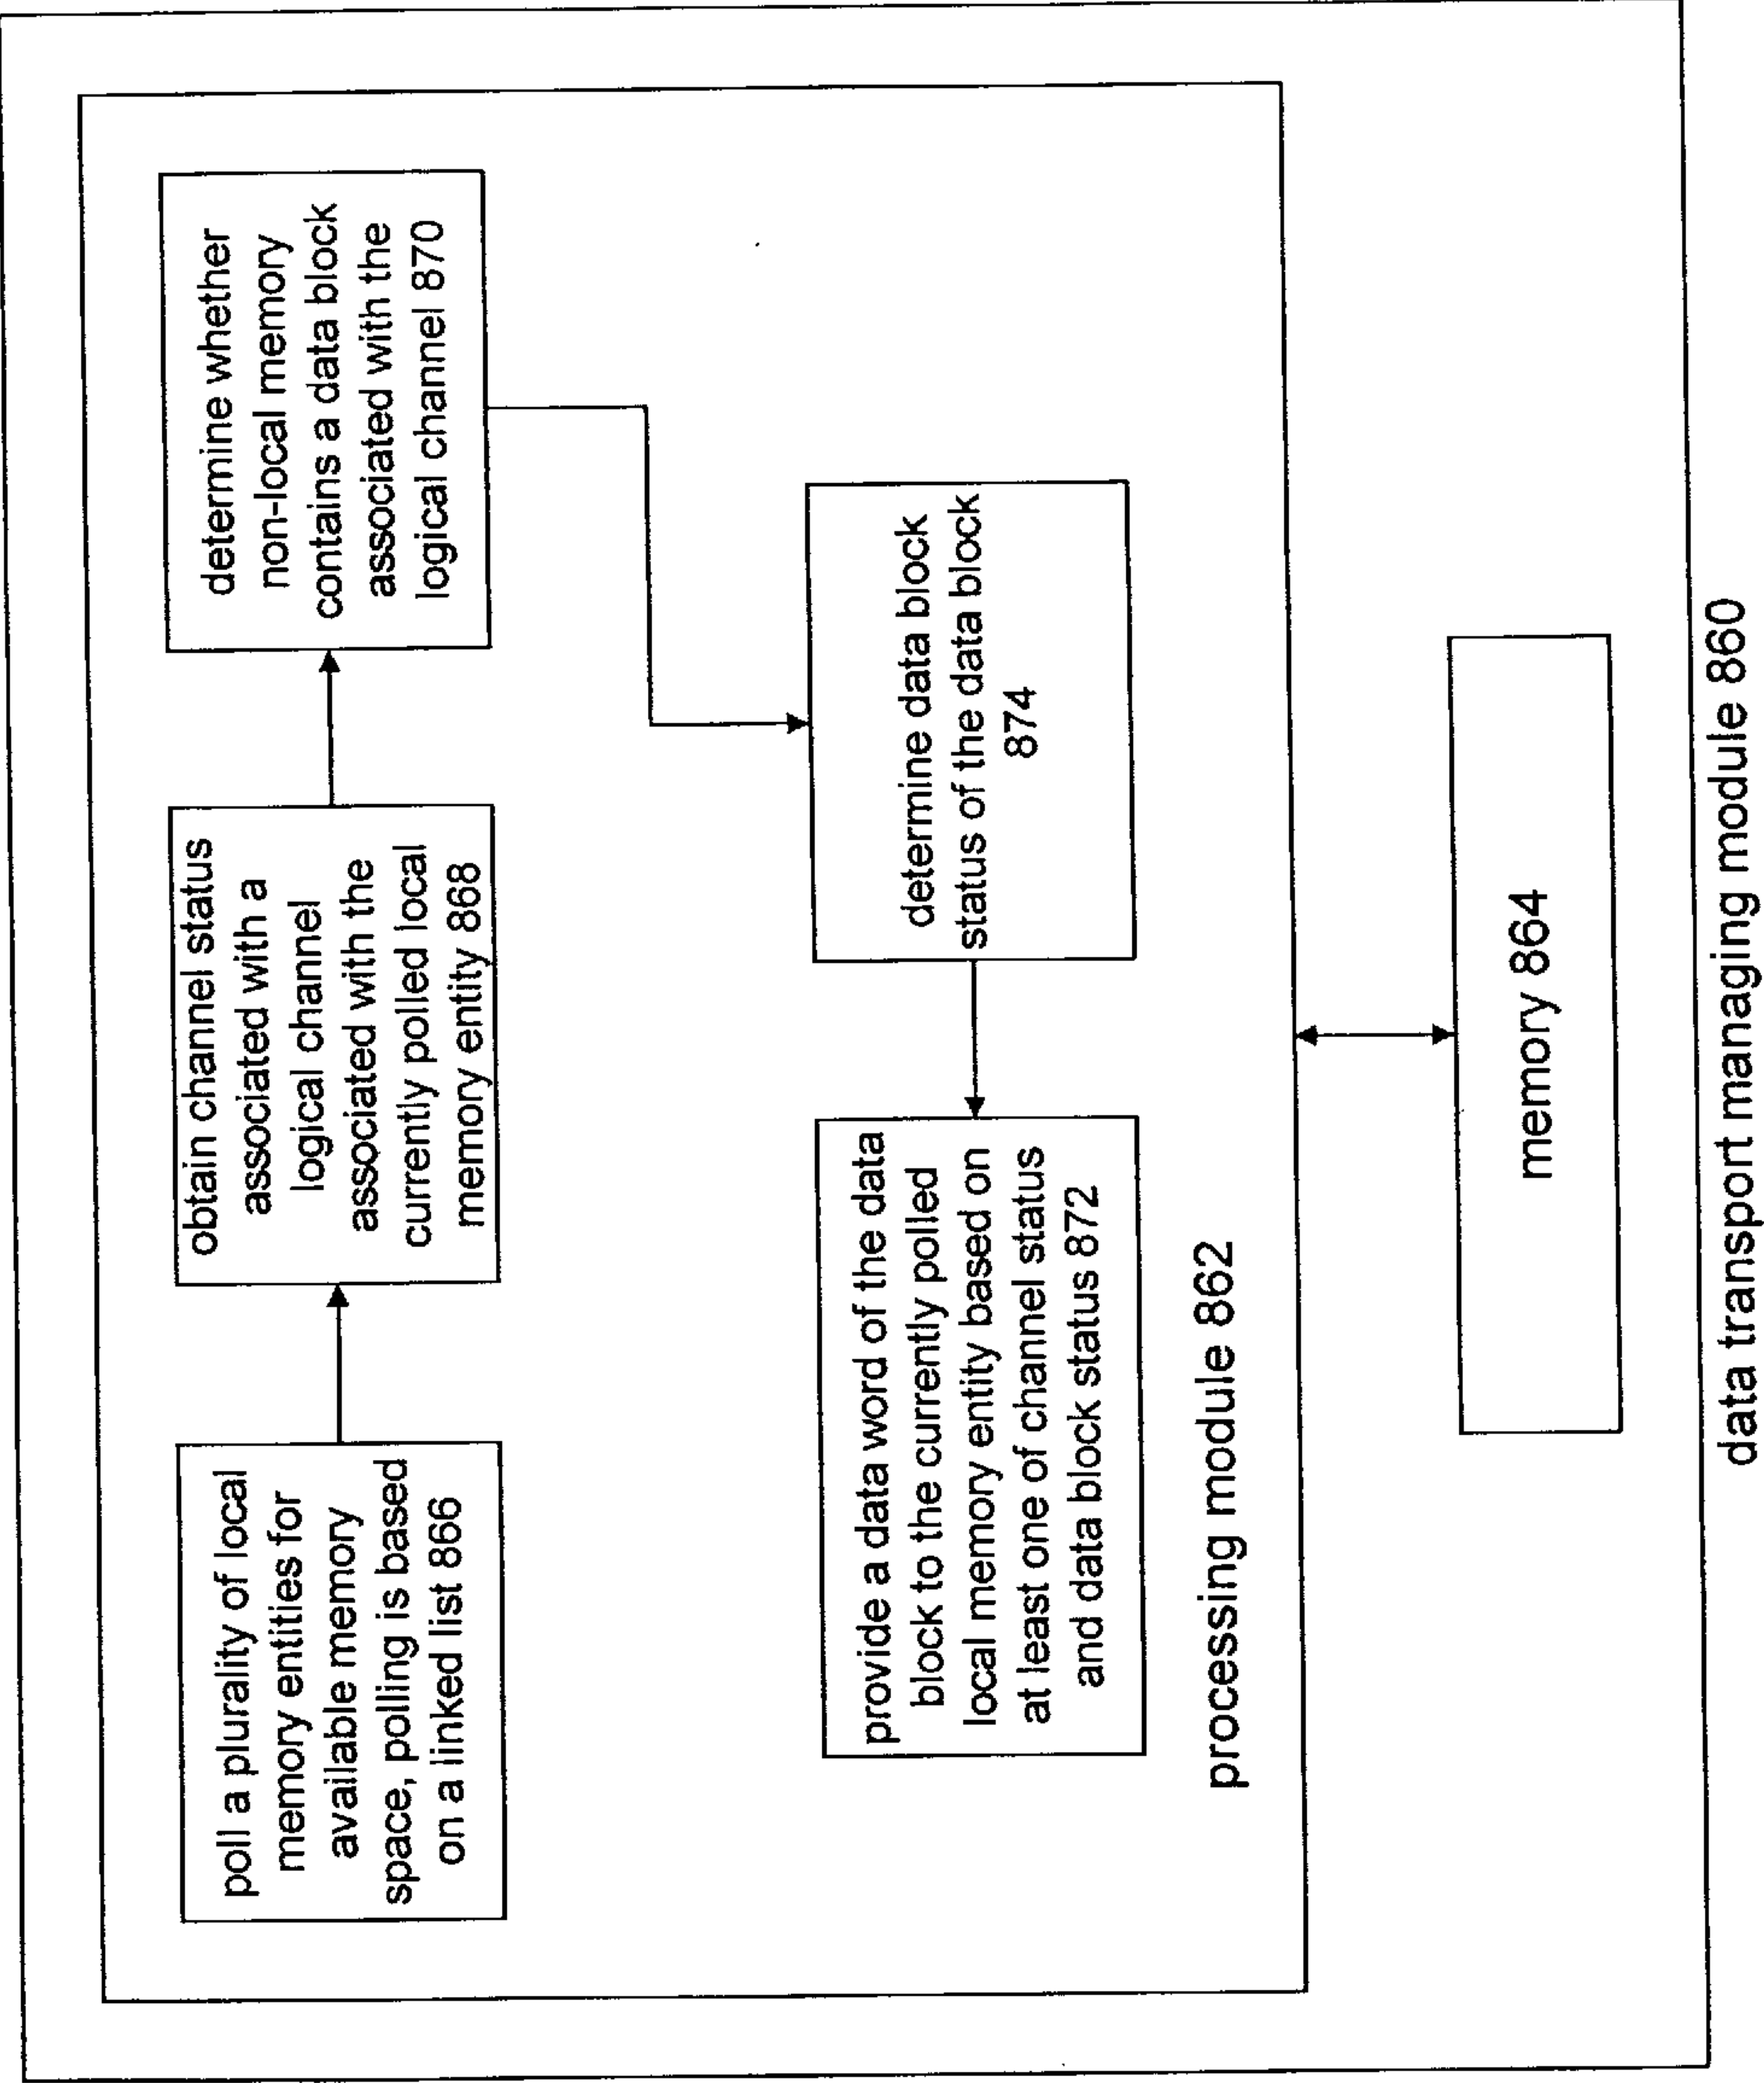 poll a plurality of local
memory entities for
available memory
space, polling is based
on a linked list 866
obtain channel status
associated with a
logical channel
associated with the
currently polled local
memory entity 868
determine whether
non-local memory
contains a data block
associated with the
logical channel 870
determine data block
status of the data block
874
provide a data word of the data
block to the currently polled
local memory entity based on
at least one of channel status
and data block status 872
processing module 862
memory 864
data transport managing module 860